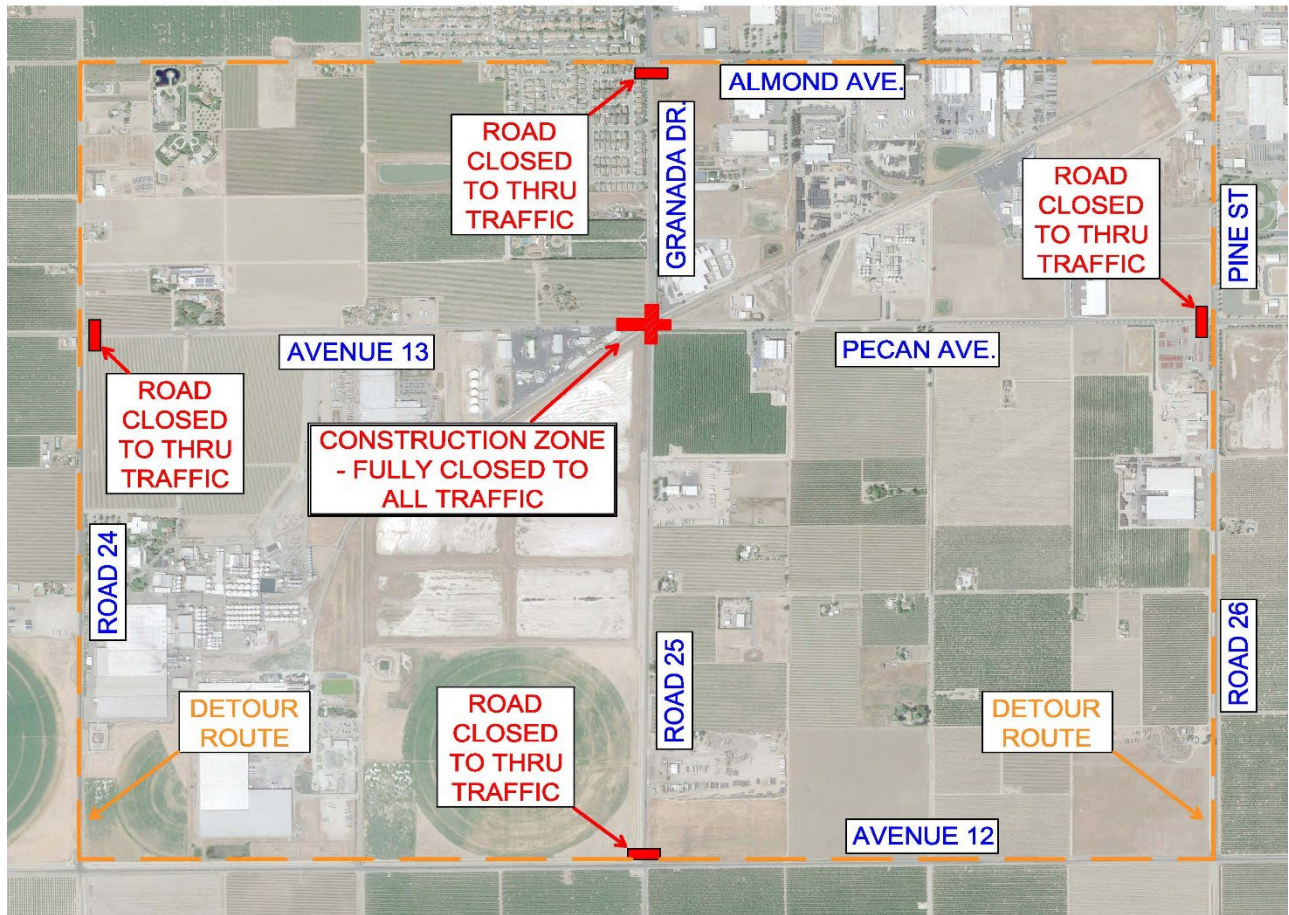 ALMOND AVE.
ROAD
CLOSED
TO THRU
TRAFFIC
GRANADA DR.
ROAD
CLOSED
TO THRU
TRAFFIC
PINE ST
AVENUE 13
PECAN AVE.
ROAD
CLOSED
TO THRU
TRAFFIC
CONSTRUCTION ZONE
- FULLY CLOSED TO
ALL TRAFFIC
ROAD 24
ROAD 25
ROAD 26
DETOUR
ROUTE
ROAD
CLOSED
TO THRU
TRAFFIC
DETOUR
ROUTE
AVENUE 12